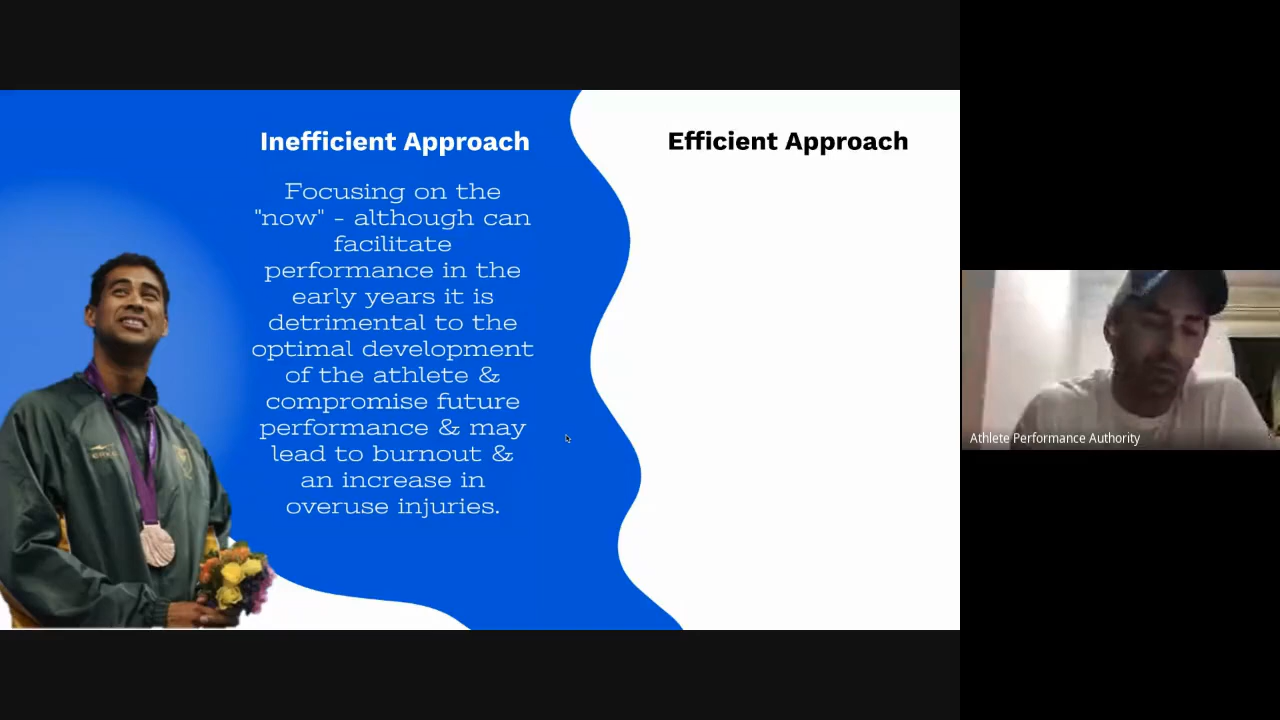 Inefficient Approach
Focusing on the
"now" - although can
facilitate
performance in the
early years it is
detrimental to the
optimal development
of the athlete &
compromise future
performance & may
lead to burnout &
an increase in
overuse injuries.
Efficient Approach
Athlete Performance Authority